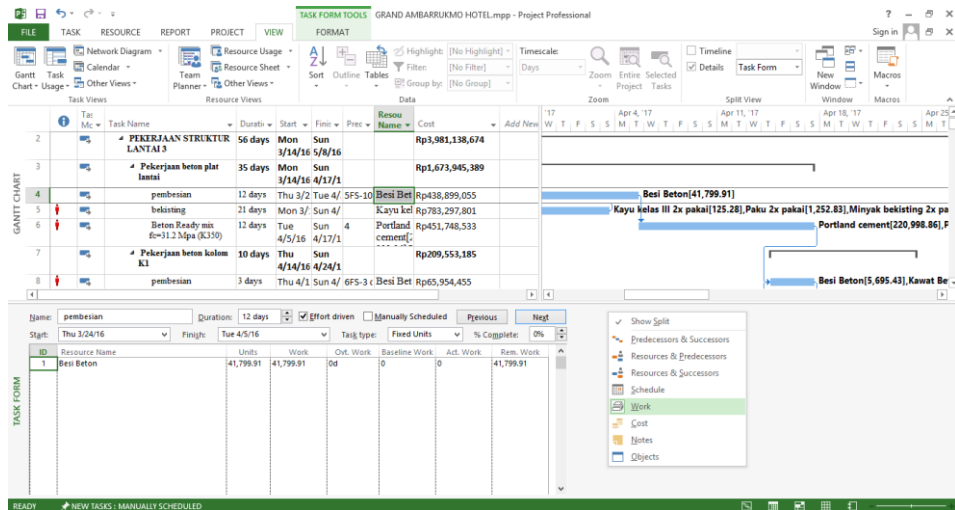 TASK FORM TOOLS GRAND AMBARRUKMO HOTEL.mpp - Project Professional
FILE TASK RESOURCE REPORT PROJECT VIEW FORMAT Sign in
Network Diagram Resource Usage Highlight: [No Highlight] Timescale: Timeline
Calendar Resource Sheet Filter: [No Filter] Days Details Task Form
Gantt Chart Task Usage Other Views Team Planner Other Views Sort Outline Tables Group by: [No Group] Zoom Entire Project Selected Tasks New Window Macros
Task Views Resource Views Data Zoom Split View Window Macros
Task Name Start Resou Name Cost Add New '17 Apr 4, '17 Apr 11, '17 Apr 18, '17 Apr 25
W T F S S M T W T F S S M T W T F S S M T W T F S S M T
2 PEKERJAAN STRUKTUR LANTAI 3 56 days Mon 3/14/16 Sun 5/8/16 Rp3,981,138,674
3 Pekerjaan beton plat lantai 35 days Mon 3/14/16 Sun 4/17/1 Rp1,673,945,389
4 pembesian 12 days Thu 3/2 Tue 4/ 5FS-10 Besi Bet Rp438,899,055 Besi Beton[41,799.91]
5 bekisting 21 days Mon 3/ Sun 4/ Kayu kel Rp783,297,801 Kayu kelas III 2x pakai[125.28],Paku 2x pakai[1,252.83],Minyak bekisting 2x pa
6 Beton Ready mix fc=31.2 Mpa (K350) 12 days Tue 4/5/16 Sun 4/17/1 4 Portland cement[2 Rp451,748,533 Portland cement[220,998.86],P
7 Pekerjaan beton kolom K1 10 days Thu 4/14/16 Sun 4/24/1 Rp209,553,185
8 pembesian 3 days Thu 4/1 Sun 4/ 6FS-3 Besi Bet Rp65,954,455 Besi Beton[5,695.43],Kawat Be
GANTT CHART
Name: pembesian Duration: 12 days Effort driven Manually Scheduled Previous Next
Start: Thu 3/24/16 Finish: Tue 4/5/16 Task type: Fixed Units % Complete: 0%
ID Resource Name Units Work Ovt. Work Baseline Work Act. Work Rem. Work
1 Besi Beton 41,799.91 41,799.91 0d 0 0 41,799.91
TASK FORM
Show Split
Predecessors & Successors
Resources & Predecessors
Resources & Successors
Schedule
Work
Cost
Notes
Objects
READY NEW TASKS : MANUALLY SCHEDULED